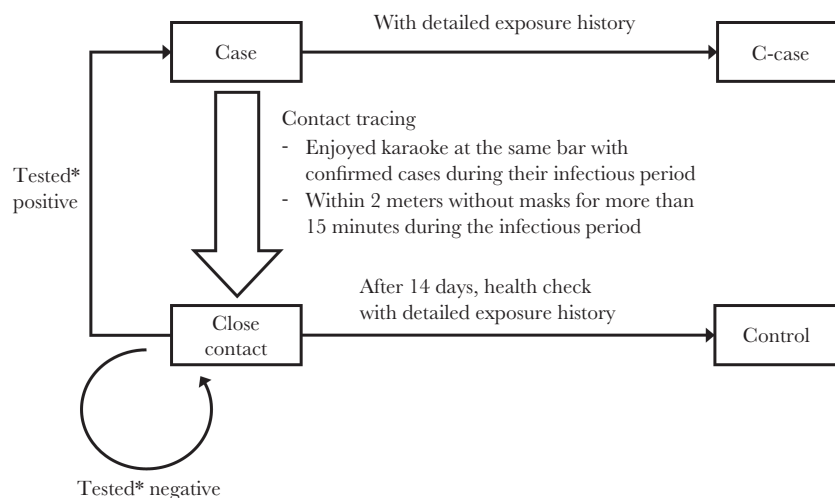 With detailed exposure history
Case
C-case
Contact tracing
- Enjoyed karaoke at the same bar with
confirmed cases during their infectious period
- Within 2 meters without masks for more than
15 minutes during the infectious period
Tested*
positive
After 14 days, health check
with detailed exposure history
Close
contact
Control
Tested* negative